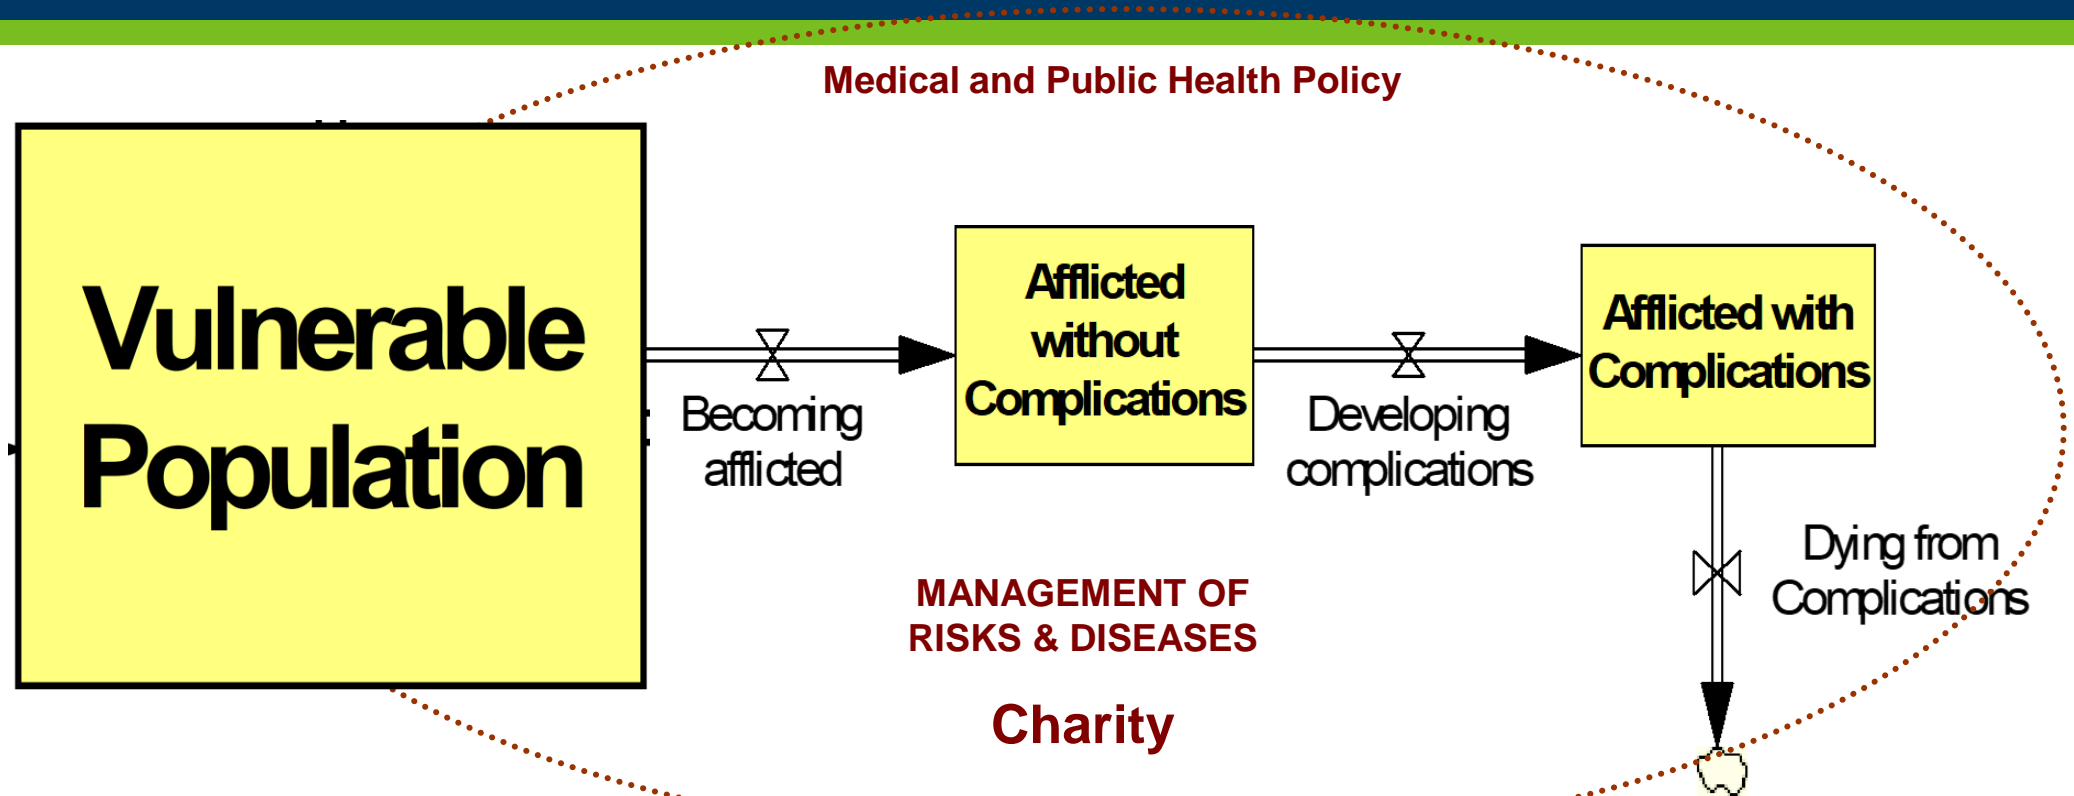 Medical and Public Health Policy
Vulnerable
Population
Becoming
afflicted
Afflicted
without
Complications
Developing
complications
Afflicted with
Complications
Dying from
Complications
MANAGEMENT OF
RISKS & DISEASES
Charity